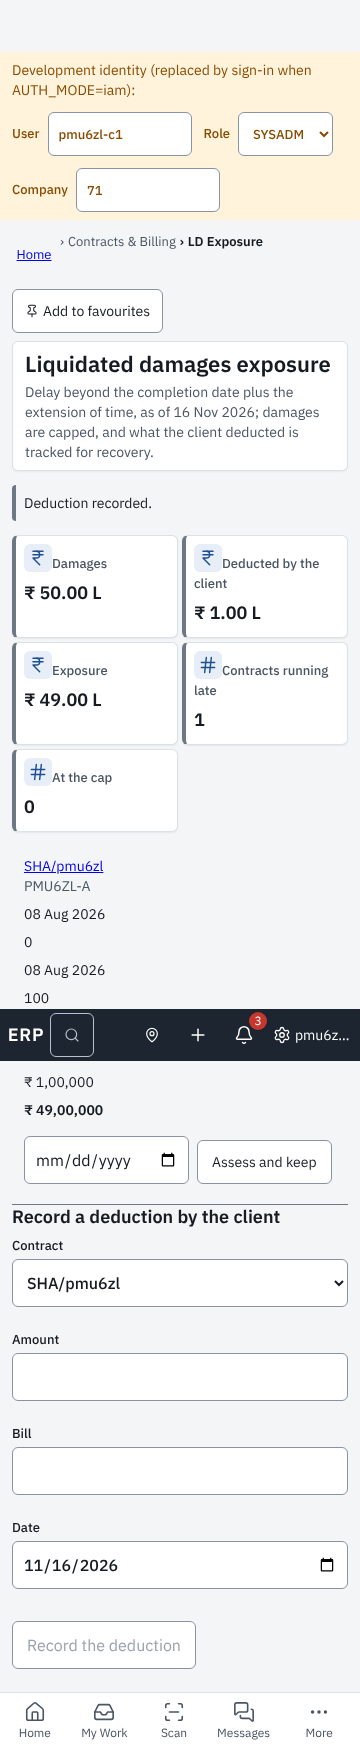 Development identity (replaced by sign-in when
AUTH_MODE=iam):
User pmu6zl-c1 Role SYSADM
Company 71
Home › Contracts & Billing › LD Exposure
Add to favourites
Liquidated damages exposure
Delay beyond the completion date plus the
extension of time, as of 16 Nov 2026; damages
are capped, and what the client deducted is
tracked for recovery.
Deduction recorded.
Damages
₹ 50.00 L
Deducted by the
client
₹ 1.00 L
Exposure
₹ 49.00 L
Contracts running
late
1
At the cap
0
SHA/pmu6zl
PMU6ZL-A
08 Aug 2026
0
08 Aug 2026
100
ERP 3 pmu6z...
₹ 1,00,000
₹ 49,00,000
mm/dd/yyyy Assess and keep
Record a deduction by the client
Contract
SHA/pmu6zl
Amount
Bill
Date
11/16/2026
Record the deduction
Home My Work Scan Messages More